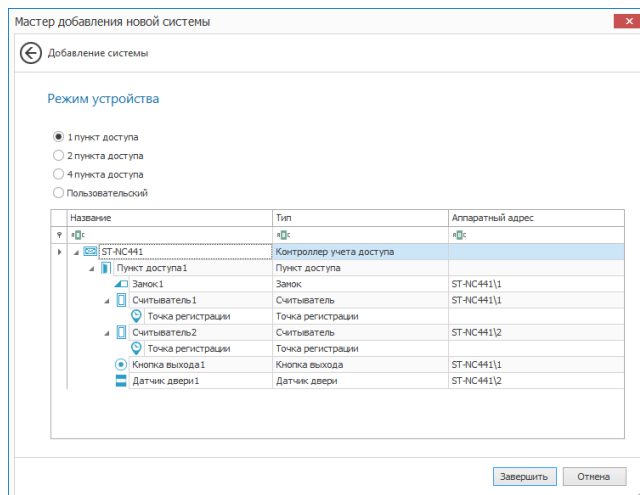 Мастер добавления новой системы
Добавление системы
Режим устройства
1 пункт доступа
2 пункта доступа
4 пункта доступа
Пользовательский
Название Тип Аппаратный адрес
ST-NC441 Контроллер учета доступа
Пункт доступа1 Пункт доступа
Замок1 Замок ST-NC441\1
Считыватель1 Считыватель ST-NC441\1
Точка регистрации Точка регистрации
Считыватель2 Считыватель ST-NC441\2
Точка регистрации Точка регистрации
Кнопка выхода1 Кнопка выхода ST-NC441\1
Датчик двери1 Датчик двери ST-NC441\2
Завершить Отмена